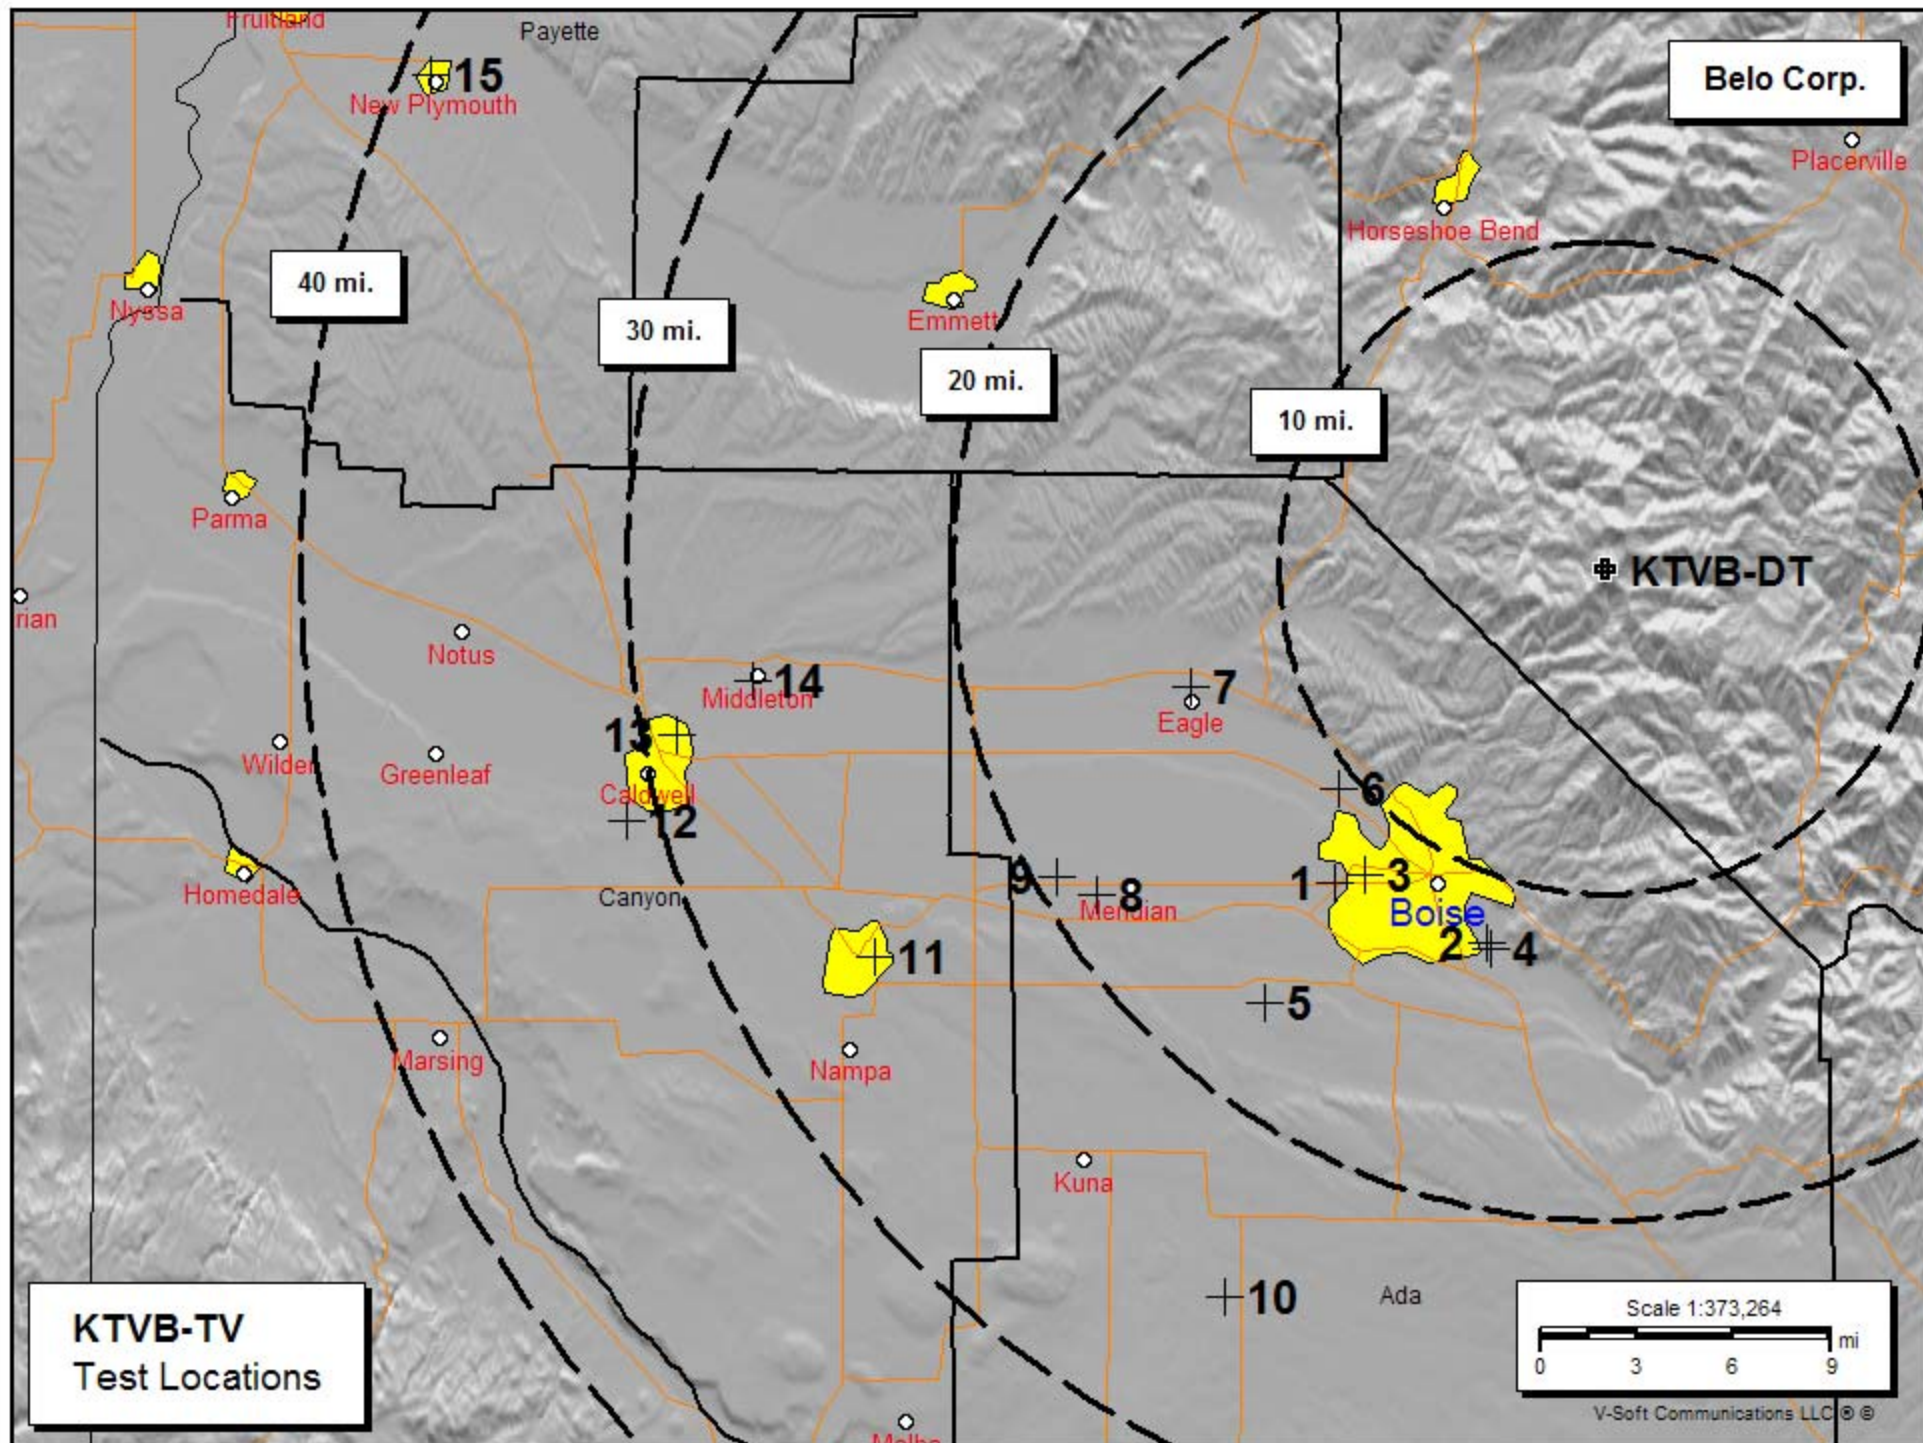 Fruitland
Payette
Belo Corp.
15
New Plymouth
Placerville
Horseshoe Bend
40 mi.
Nyssa
30 mi.
Emmett
20 mi.
10 mi.
Parma
KTVB-DT
rian
Notus
14
Middleton
7
Eagle
13
Wilder
Greenleaf
Caldwell
12
6
9
8
Meridian
1
3
Homedale
Canyon
Boise
2
4
11
5
Marsing
Nampa
Kuna
10
Ada
KTVB-TV
Test Locations
Scale 1:373,264
mi
0 3 6 9
V-Soft Communications LLC ® ©
Melba